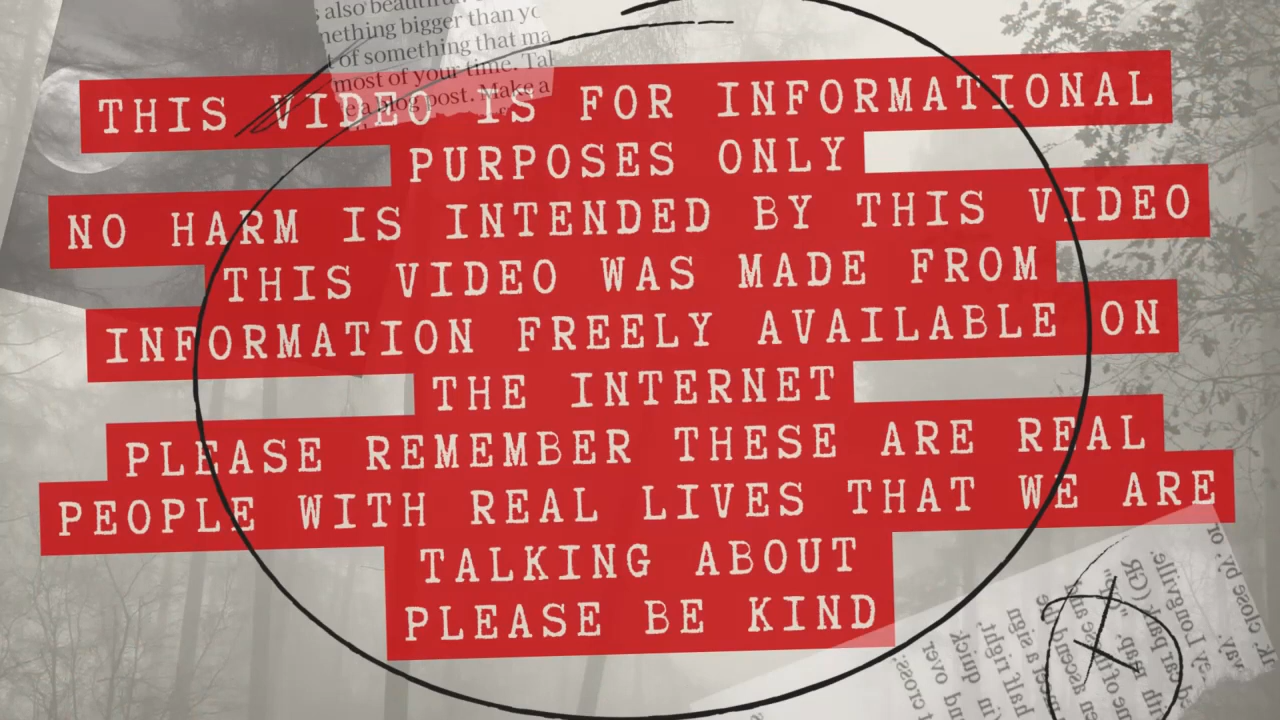 also beautiful.
nething bigger than yo
of something that ma
most of your time. Tal
e a blog post. Make a
THIS VIDEO IS FOR INFORMATIONAL
PURPOSES ONLY
NO HARM IS INTENDED BY THIS VIDEO
THIS VIDEO WAS MADE FROM
INFORMATION FREELY AVAILABLE ON
THE INTERNET
PLEASE REMEMBER THESE ARE REAL
PEOPLE WITH REAL LIVES THAT WE ARE
TALKING ABOUT
PLEASE BE KIND